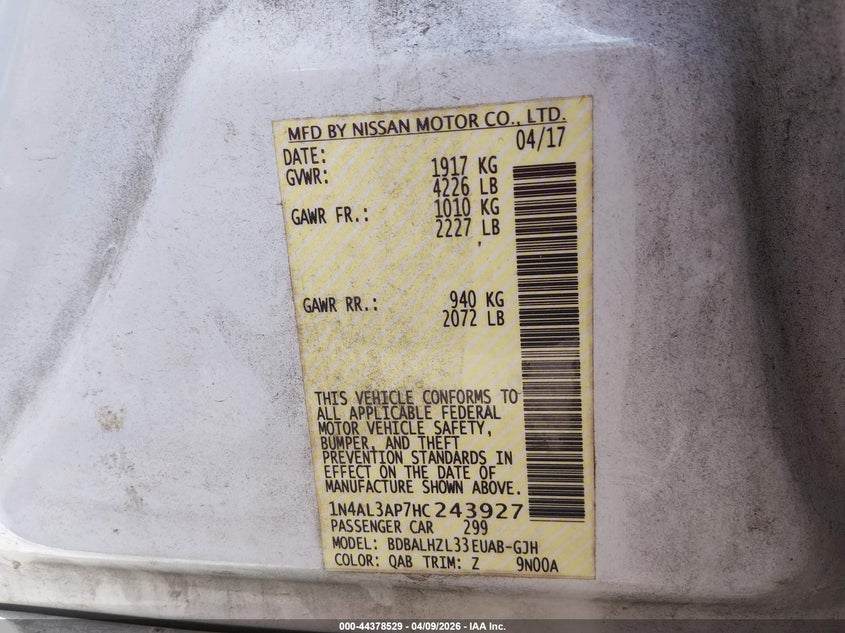 MFD BY NISSAN MOTOR CO., LTD.
DATE: 04/17
GVWR: 1917 KG
4226 LB
GAWR FR.: 1010 KG
2227 LB
GAWR RR.: 940 KG
2072 LB
THIS VEHICLE CONFORMS TO
ALL APPLICABLE FEDERAL
MOTOR VEHICLE SAFETY,
BUMPER, AND THEFT
PREVENTION STANDARDS IN
EFFECT ON THE DATE OF
MANUFACTURE SHOWN ABOVE.
1N4AL3AP7HC243927
PASSENGER CAR 299
MODEL: BDBALHZL33EUAB-GJH
COLOR: QAB TRIM: Z 9N00A
000-44378529 - 04/09/2026 - IAA Inc.